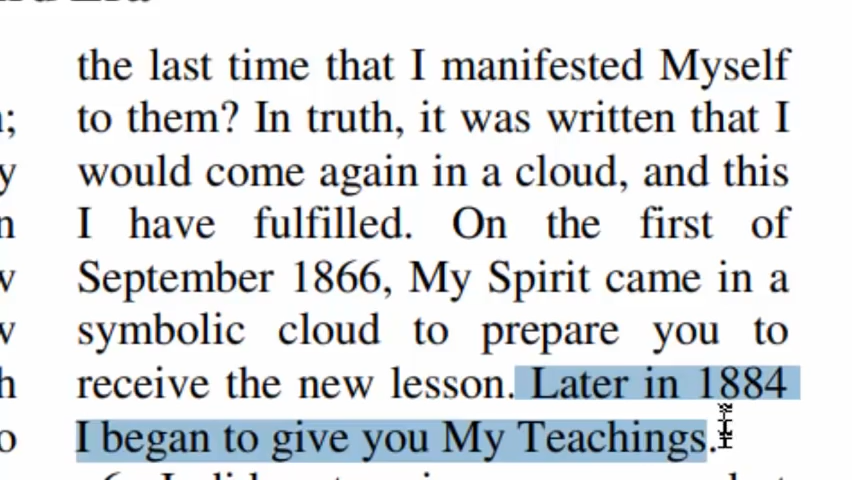 the last time that I manifested Myself
to them? In truth, it was written that I
would come again in a cloud, and this
I have fulfilled. On the first of
September 1866, My Spirit came in a
symbolic cloud to prepare you to
receive the new lesson. Later in 1884
I began to give you My Teachings.